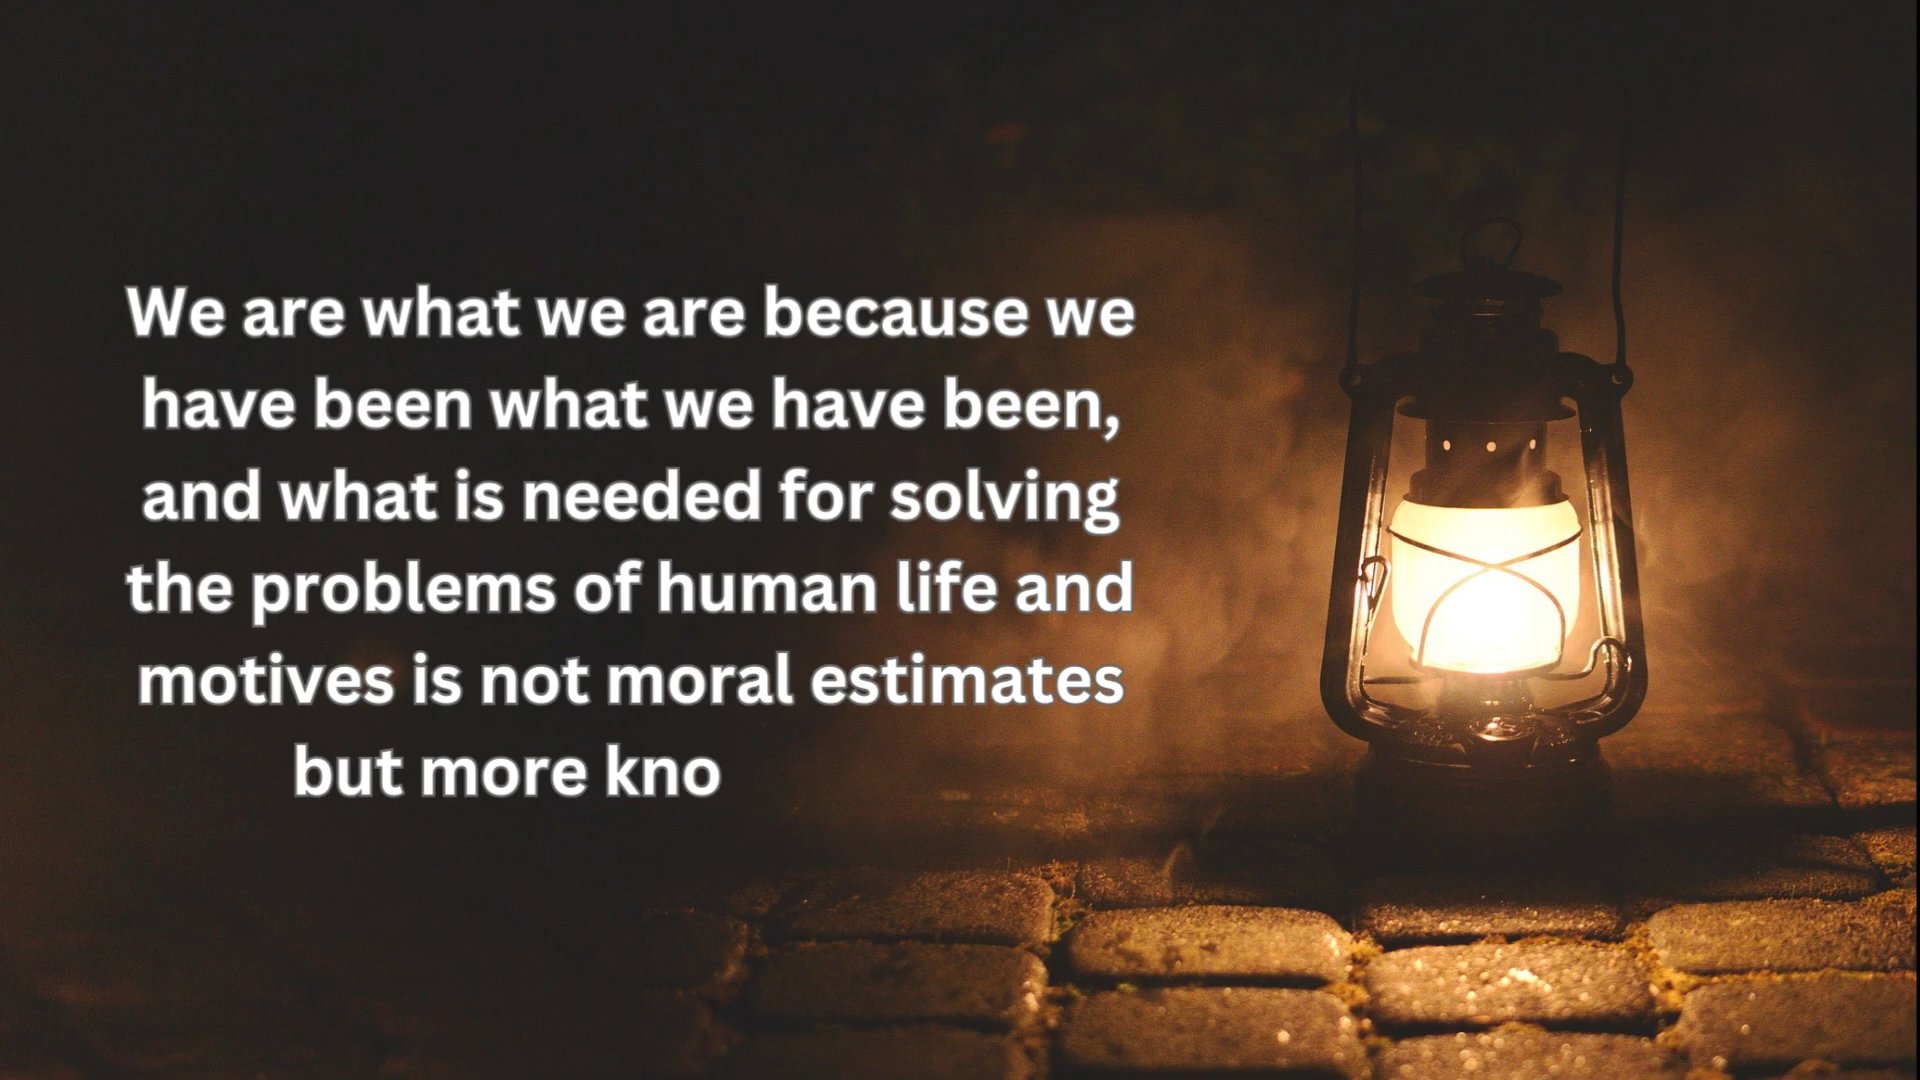 We are what we are because we
have been what we have been,
and what is needed for solving
the problems of human life and
motives is not moral estimates
but more kno